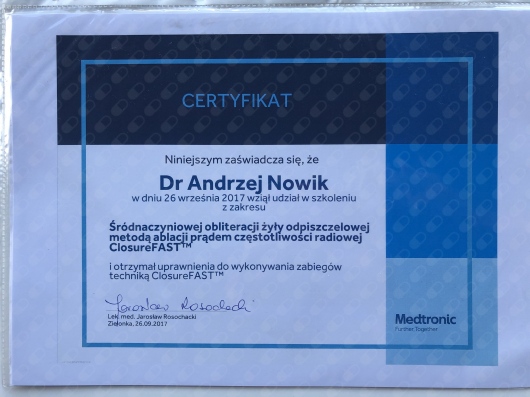 CERTYFIKAT
Niniejszym zaświadcza się, że
Dr Andrzej Nowik
w dniu 26 września 2017 wziął udział w szkoleniu
z zakresu
Śródnaczyniowej obliteracji żyły odpiszczelowej
metodą ablacji prądem częstotliwości radiowej
ClosureFAST™
i otrzymał uprawnienia do wykonywania zabiegów
techniką ClosureFAST™
Jarosław Rosochacki
Lek. med. Jarosław Rosochacki
Zielonka, 26.09.2017
Medtronic
Further Together